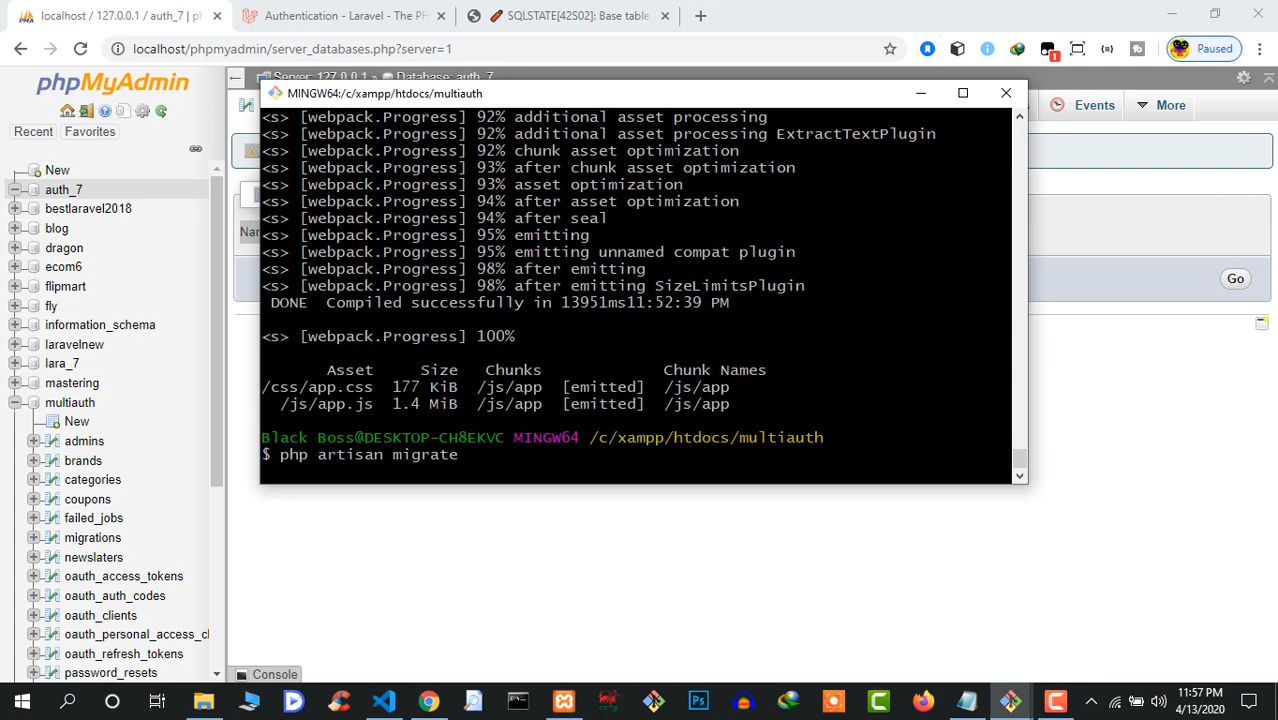 localhost / 127.0.0.1 / auth_7 | ph
Authentication - Laravel - The PH
SQLSTATE[42S02]: Base table
localhost/phpmyadmin/server_databases.php?server=1
1
Paused
phpMyAdmin
Recent
Favorites
New
auth_7
bestlaravel2018
blog
dragon
ecom6
flipmart
fly
information_schema
laravelnew
lara_7
mastering
multiauth
New
admins
brands
categories
coupons
failed_jobs
migrations
newslaters
oauth_access_tokens
oauth_auth_codes
oauth_clients
oauth_personal_access_cl
oauth_refresh_tokens
password_resets
Server: 127.0.0.1 » Database: auth_7
Events
More
Go
Console
MINGW64:/c/xampp/htdocs/multiauth
<s> [webpack.Progress] 92% additional asset processing
<s> [webpack.Progress] 92% additional asset processing ExtractTextPlugin
<s> [webpack.Progress] 92% chunk asset optimization
<s> [webpack.Progress] 93% after chunk asset optimization
<s> [webpack.Progress] 93% asset optimization
<s> [webpack.Progress] 94% after asset optimization
<s> [webpack.Progress] 94% after seal
<s> [webpack.Progress] 95% emitting
<s> [webpack.Progress] 95% emitting unnamed compat plugin
<s> [webpack.Progress] 98% after emitting
<s> [webpack.Progress] 98% after emitting SizeLimitsPlugin
DONE Compiled successfully in 13951ms11:52:39 PM
<s> [webpack.Progress] 100%
Asset Size Chunks Chunk Names
/css/app.css 177 KiB /js/app [emitted] /js/app
/js/app.js 1.4 MiB /js/app [emitted] /js/app
Black Boss@DESKTOP-CH8EKVC MINGW64 /c/xampp/htdocs/multiauth
$ php artisan migrate
11:57 PM
4/13/2020